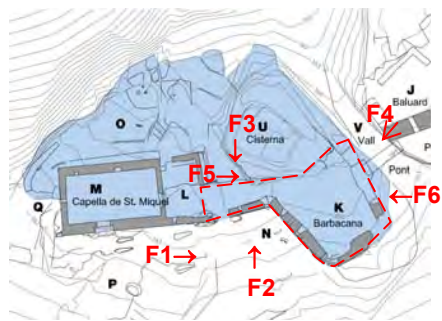 J
Baluard
F4
V
Vall
O
F3
U
Cisterna
P
Pont
F5
M
Capella de St. Miquel
L
F6
Q
K
Barbacana
N
F1
F2
P